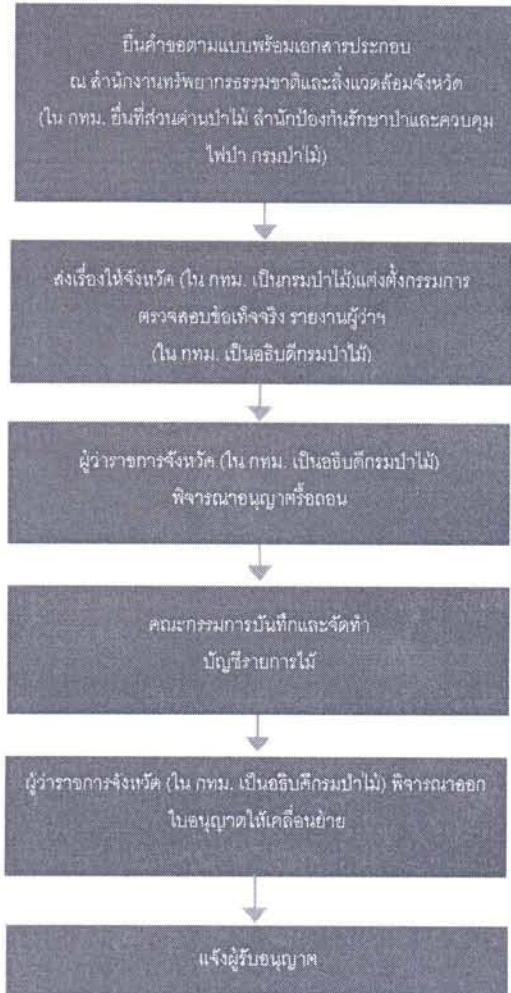 ยื่นคำขอตามแบบพร้อมเอกสารประกอบ
ณ สำนักงานทรัพยากรธรรมชาติและสิ่งแวดล้อมจังหวัด
(ใน กทม. ยื่นที่ส่วนด่านป่าไม้ สำนักป้องกันรักษาป่าและควบคุม
ไฟป่า กรมป่าไม้)
ส่งเรื่องให้จังหวัด (ใน กทม. เป็นกรมป่าไม้)แต่งตั้งกรรมการ
ตรวจสอบข้อเท็จจริง รายงานผู้ว่าฯ
(ใน กทม. เป็นอธิบดีกรมป่าไม้)
ผู้ว่าราชการจังหวัด (ใน กทม. เป็นอธิบดีกรมป่าไม้)
พิจารณาอนุญาตรื้อถอน
คณะกรรมการบันทึกและจัดทำ
บัญชีรายการไม้
ผู้ว่าราชการจังหวัด (ใน กทม. เป็นอธิบดีกรมป่าไม้) พิจารณาออก
ใบอนุญาตให้เคลื่อนย้าย
แจ้งผู้รับอนุญาต